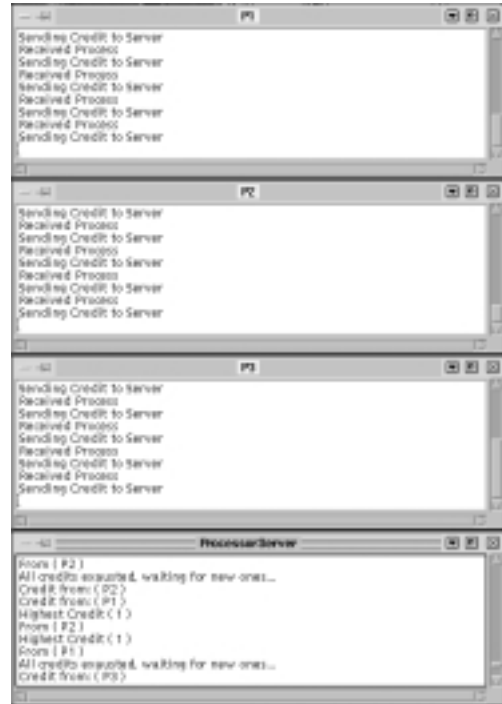 P1
Sending Credit to Server
Received Process
Sending Credit to Server
Received Process
Sending Credit to Server
Received Process
Sending Credit to Server
Received Process
Sending Credit to Server
P2
Sending Credit to Server
Received Process
Sending Credit to Server
Received Process
Sending Credit to Server
Received Process
Sending Credit to Server
Received Process
Sending Credit to Server
P3
Sending Credit to Server
Received Process
Sending Credit to Server
Received Process
Sending Credit to Server
Received Process
Sending Credit to Server
Received Process
Sending Credit to Server
ProcessorServer
From ( P2 )
All credits exausted, waiting for new ones...
Credit from: ( P2 )
Credit from: ( P1 )
Highest Credit ( 1 )
From ( P2 )
Highest Credit ( 1 )
From ( P1 )
All credits exausted, waiting for new ones...
Credit from: ( P3 )